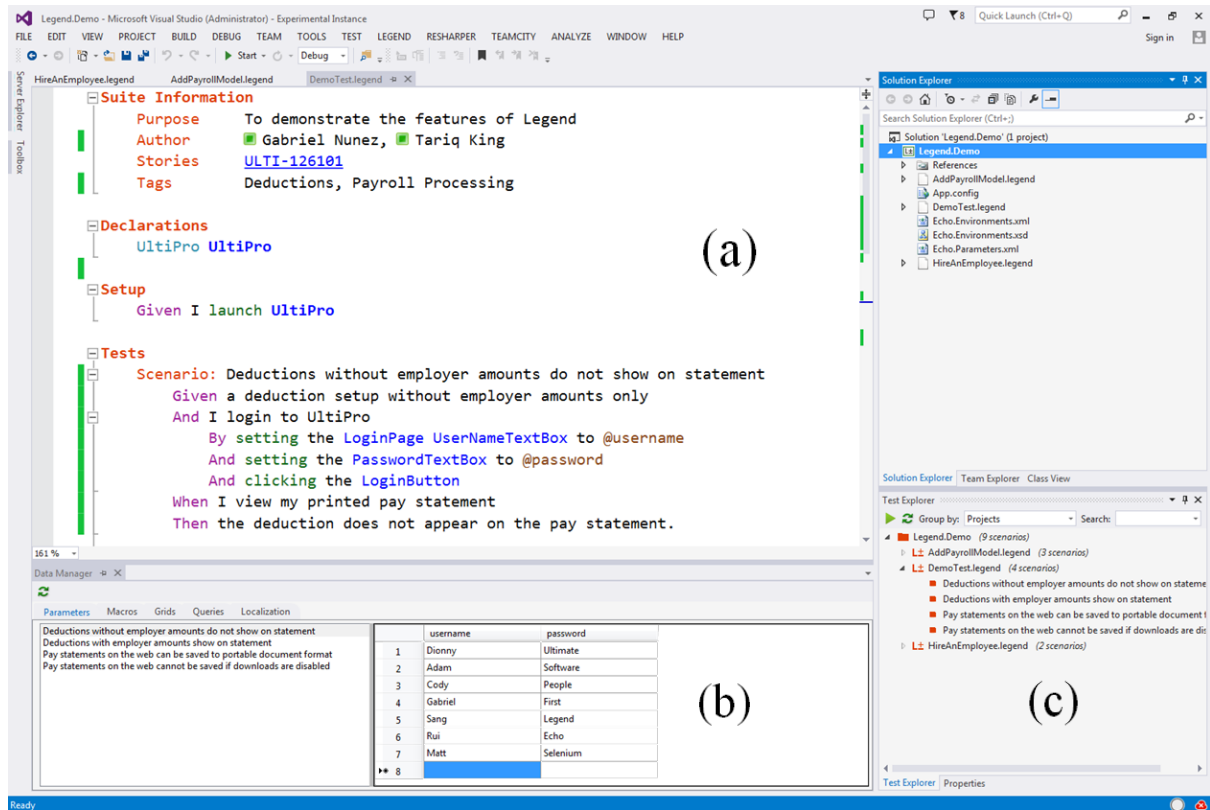 Legend.Demo - Microsoft Visual Studio (Administrator) - Experimental Instance
8 Quick Launch (Ctrl+Q)
FILE EDIT VIEW PROJECT BUILD DEBUG TEAM TOOLS TEST LEGEND RESHARPER TEAMCITY ANALYZE WINDOW HELP
Sign in
Start Debug
Server Explorer
Toolbox
HireAnEmployee.legend AddPayrollModel.legend DemoTest.legend
Suite Information
Purpose To demonstrate the features of Legend
Author Gabriel Nunez, Tariq King
Stories ULTI-126101
Tags Deductions, Payroll Processing
Declarations
UltiPro UltiPro
(a)
Setup
Given I launch UltiPro
Tests
Scenario: Deductions without employer amounts do not show on statement
Given a deduction setup without employer amounts only
And I login to UltiPro
By setting the LoginPage UserNameTextBox to @username
And setting the PasswordTextBox to @password
And clicking the LoginButton
When I view my printed pay statement
Then the deduction does not appear on the pay statement.
161 %
Data Manager
Parameters Macros Grids Queries Localization
Deductions without employer amounts do not show on statement
Deductions with employer amounts show on statement
Pay statements on the web can be saved to portable document format
Pay statements on the web cannot be saved if downloads are disabled
username password
1 Dionny Ultimate
2 Adam Software
3 Cody People
4 Gabriel First
5 Sang Legend
6 Rui Echo
7 Matt Selenium
8
(b)
Solution Explorer
Search Solution Explorer (Ctrl+;)
Solution 'Legend.Demo' (1 project)
Legend.Demo
References
AddPayrollModel.legend
App.config
DemoTest.legend
Echo.Environments.xml
Echo.Environments.xsd
Echo.Parameters.xml
HireAnEmployee.legend
Solution Explorer Team Explorer Class View
Test Explorer
Group by: Projects Search:
Legend.Demo (9 scenarios)
AddPayrollModel.legend (3 scenarios)
DemoTest.legend (4 scenarios)
Deductions without employer amounts do not show on stateme
Deductions with employer amounts show on statement
Pay statements on the web can be saved to portable document f
Pay statements on the web cannot be saved if downloads are dis
HireAnEmployee.legend (2 scenarios)
(c)
Test Explorer Properties
Ready